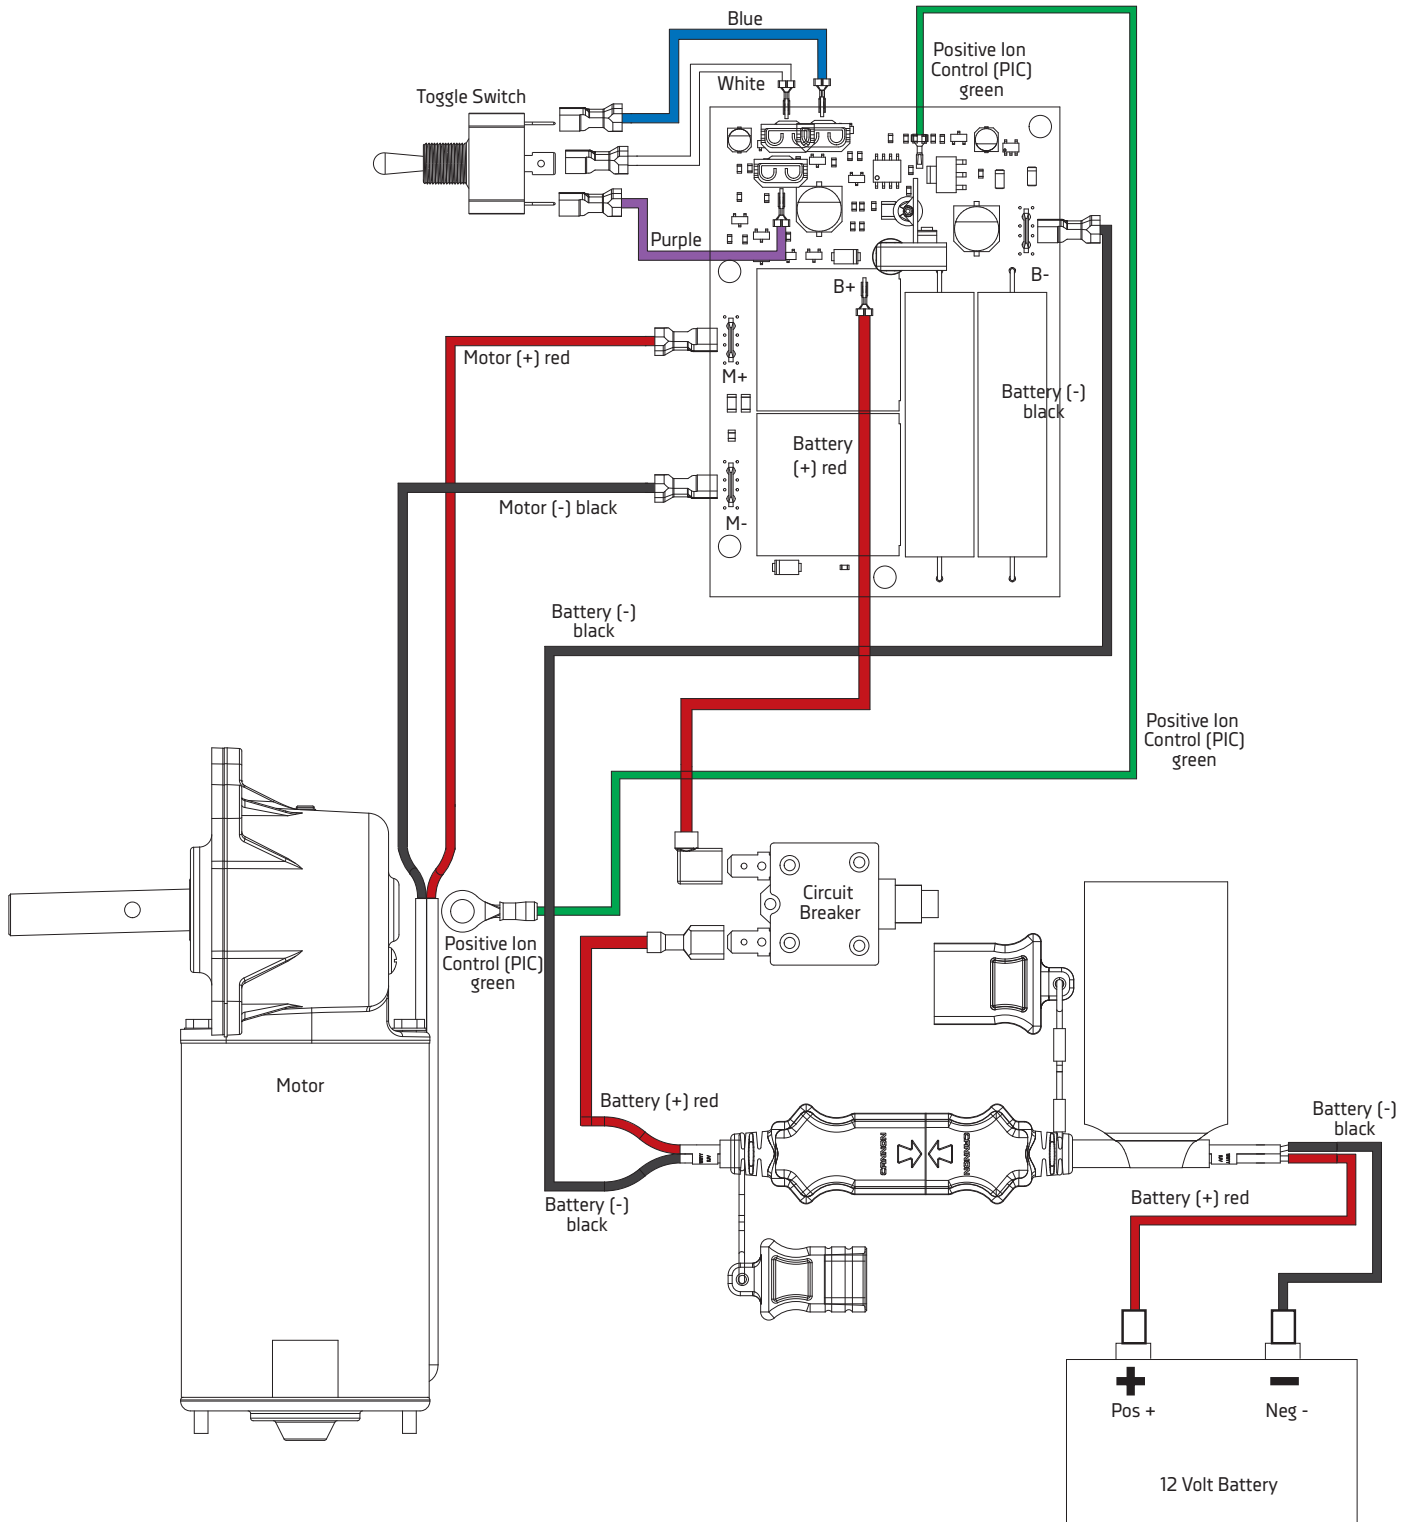 Blue
White
Toggle Switch
Positive Ion
Control (PIC)
green
Purple
B+
B-
Motor (+) red
M+
Battery (-)
black
Battery
(+) red
Motor (-) black
M-
Battery (-)
black
Positive Ion
Control (PIC)
green
Circuit
Breaker
Positive Ion
Control (PIC)
green
Motor
Battery (+) red
CANNON
CANNON
Battery (-)
black
Battery (-)
black
Battery (+) red
Pos +
Neg -
12 Volt Battery